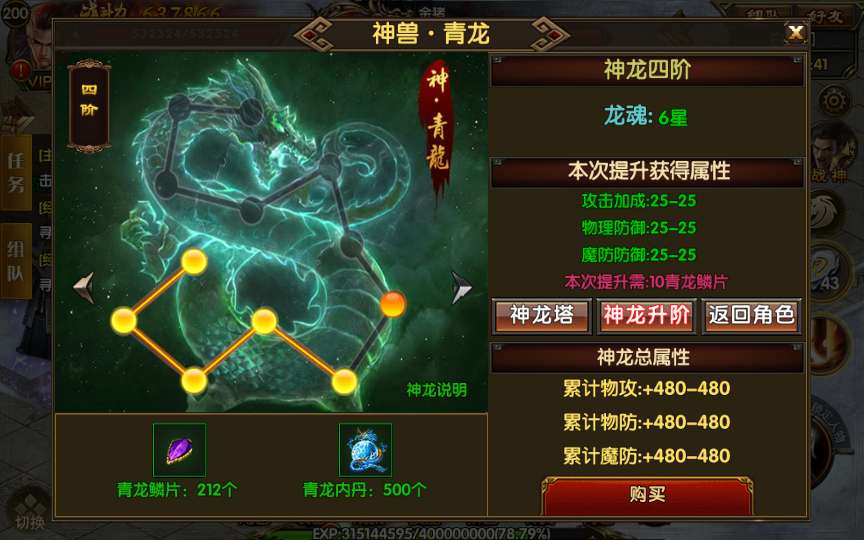 200
神兽·青龙
VIP
四阶
神·青龍
神龙四阶
龙魂: 6星
本次提升获得属性
攻击加成:25-25
物理防御:25-25
魔防防御:25-25
本次提升需:10青龙鳞片
神龙塔 神龙升阶 返回角色
神龙总属性
累计物攻:+480-480
累计物防:+480-480
累计魔防:+480-480
购买
神龙说明
青龙鳞片: 212个
青龙内丹: 500个
任务
组队
切换
EXP:315144595/400000000(78.79%)